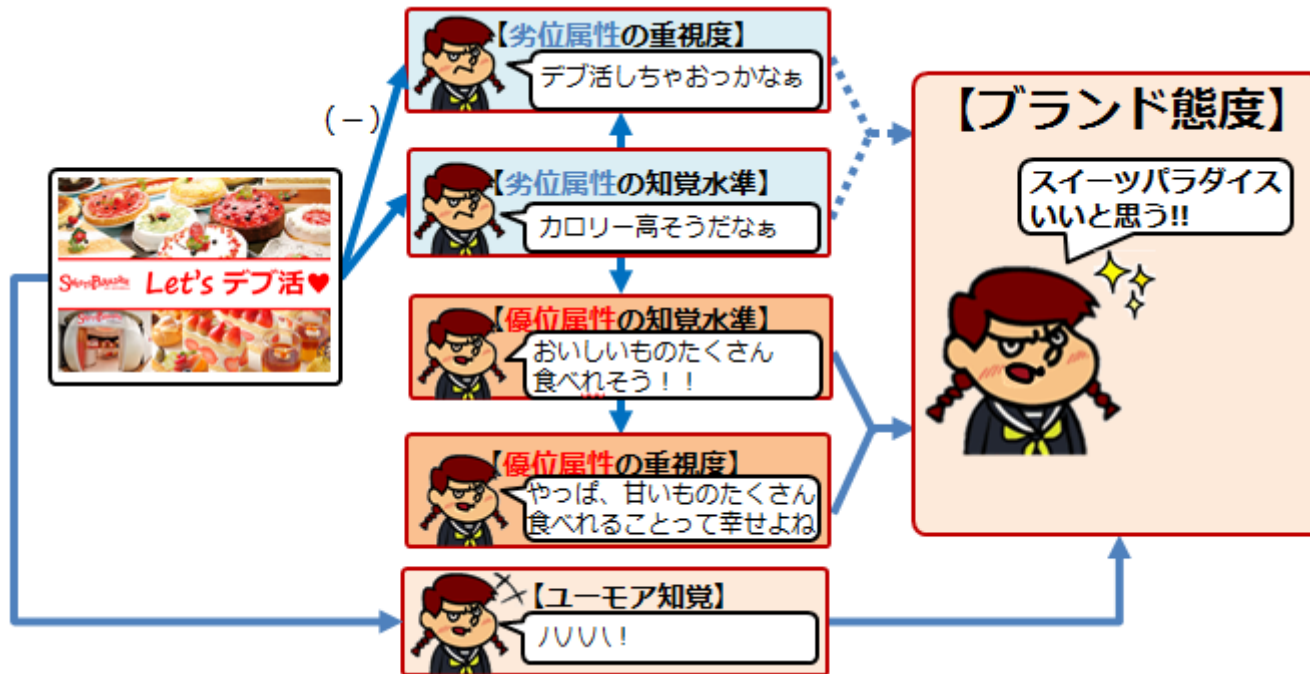 【劣位属性の重視度】
デブ活しちゃおっかなぁ
(－)
【劣位属性の知覚水準】
カロリー高そうだなぁ
Let's デブ活♥
【優位属性の知覚水準】
おいしいものたくさん
食べれそう！！
【優位属性の重視度】
やっぱ、甘いものたくさん
食べれることって幸せよね
【ユーモア知覚】
ハハハ！
【ブランド態度】
スイーツパラダイス
いいと思う!!